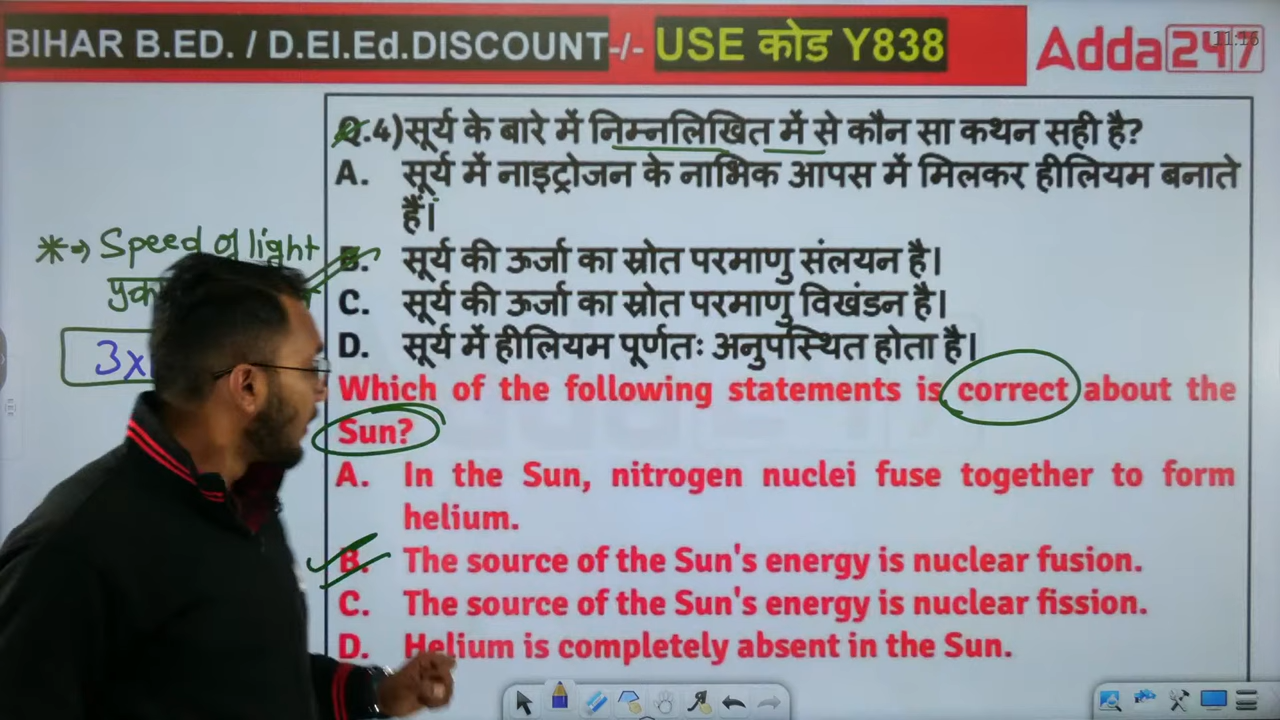 BIHAR B.ED. / D.El.Ed.DISCOUNT-/- USE कोड Y838
Adda247
11:16
Q.4) सूर्य के बारे में निम्नलिखित में से कौन सा कथन सही है?
A. सूर्य में नाइट्रोजन के नाभिक आपस में मिलकर हीलियम बनाते
हैं।
* ⇒ Speed of light
B. सूर्य की ऊर्जा का स्रोत परमाणु संलयन है।
C. सूर्य की ऊर्जा का स्रोत परमाणु विखंडन है।
3x
D. सूर्य में हीलियम पूर्णतः अनुपस्थित होता है।
Which of the following statements is correct about the
Sun?
A. In the Sun, nitrogen nuclei fuse together to form
helium.
B. The source of the Sun's energy is nuclear fusion.
C. The source of the Sun's energy is nuclear fission.
D. Helium is completely absent in the Sun.